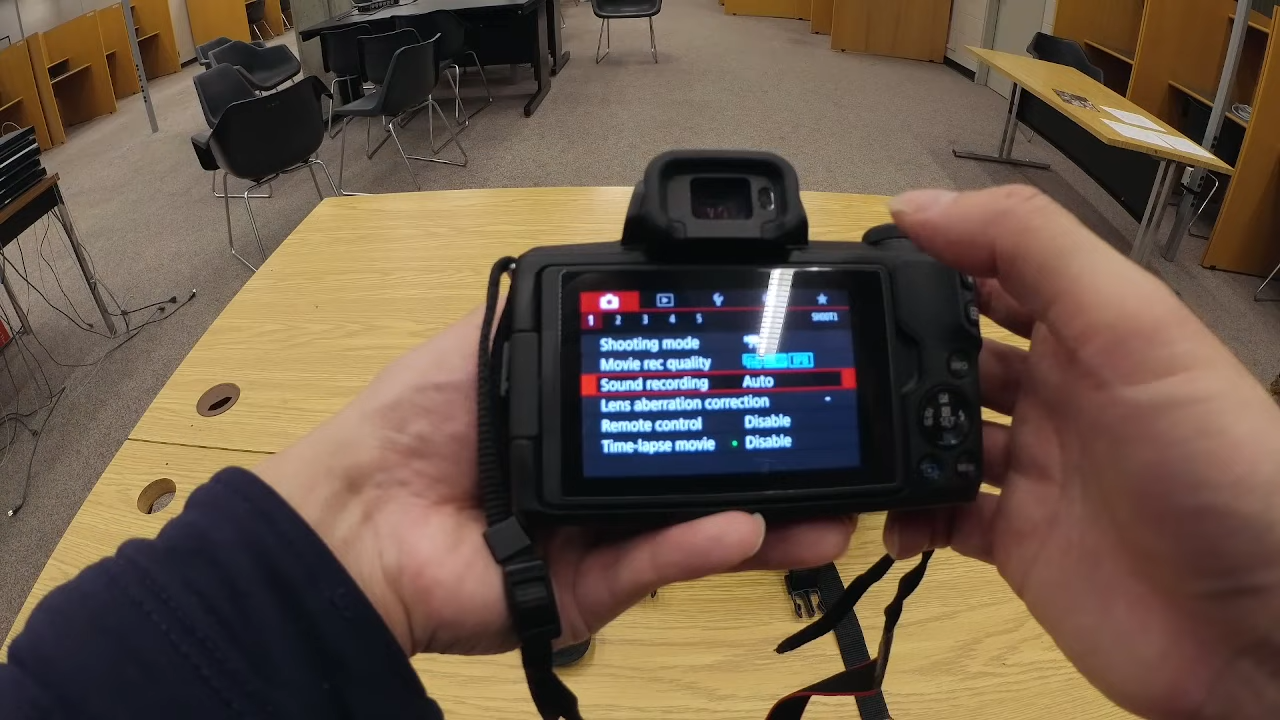 1 2 3 4 5 SHOOT1
Shooting mode
Movie rec quality
Sound recording Auto
Lens aberration correction
Remote control Disable
Time-lapse movie Disable